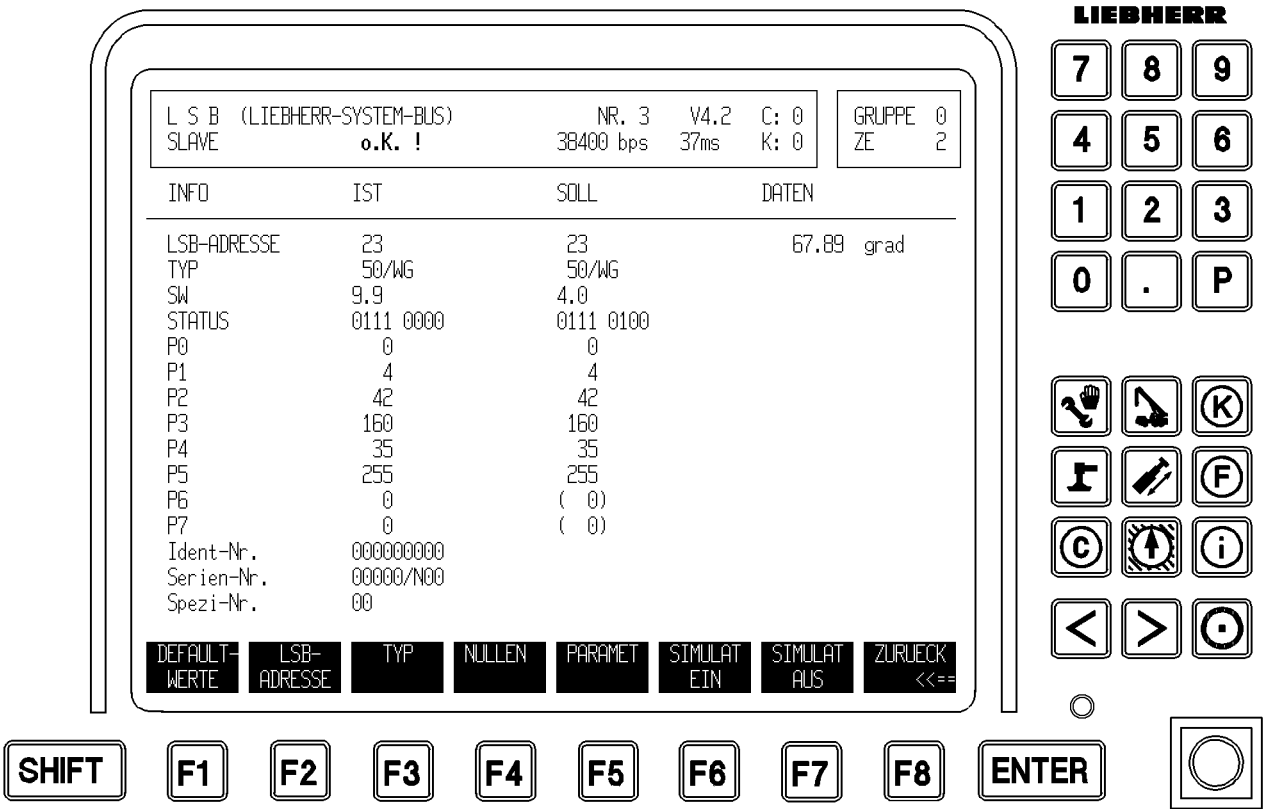 LIEBHERR
L S B (LIEBHERR-SYSTEM-BUS) NR. 3 V4.2 C: 0 GRUPPE 0
SLAVE o.K. ! 38400 bps 37ms K: 0 ZE 2
INFO IST SOLL DATEN
LSB-ADRESSE 23 23 67.89 grad
TYP 50/WG 50/WG
SW 9.9 4.0
STATUS 0111 0000 0111 0100
P0 0 0
P1 4 4
P2 42 42
P3 160 160
P4 35 35
P5 255 255
P6 0 ( 0)
P7 0 ( 0)
Ident-Nr. 000000000
Serien-Nr. 00000/N00
Spezi-Nr. 00
DEFAULT- LSB- TYP NULLEN PARAMET SIMULAT SIMULAT ZURUECK
WERTE ADRESSE EIN AUS <<==
7 8 9
4 5 6
1 2 3
0 . P
K
F
C i
< >
SHIFT F1 F2 F3 F4 F5 F6 F7 F8 ENTER